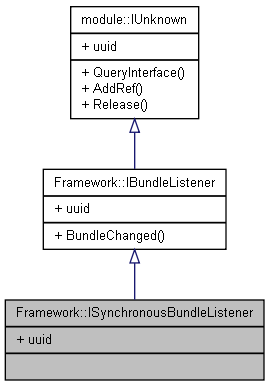 module::IUnknown
+ uuid
+ QueryInterface()
+ AddRef()
+ Release()
Framework::IBundleListener
+ uuid
+ BundleChanged()
Framework::ISynchronousBundleListener
+ uuid